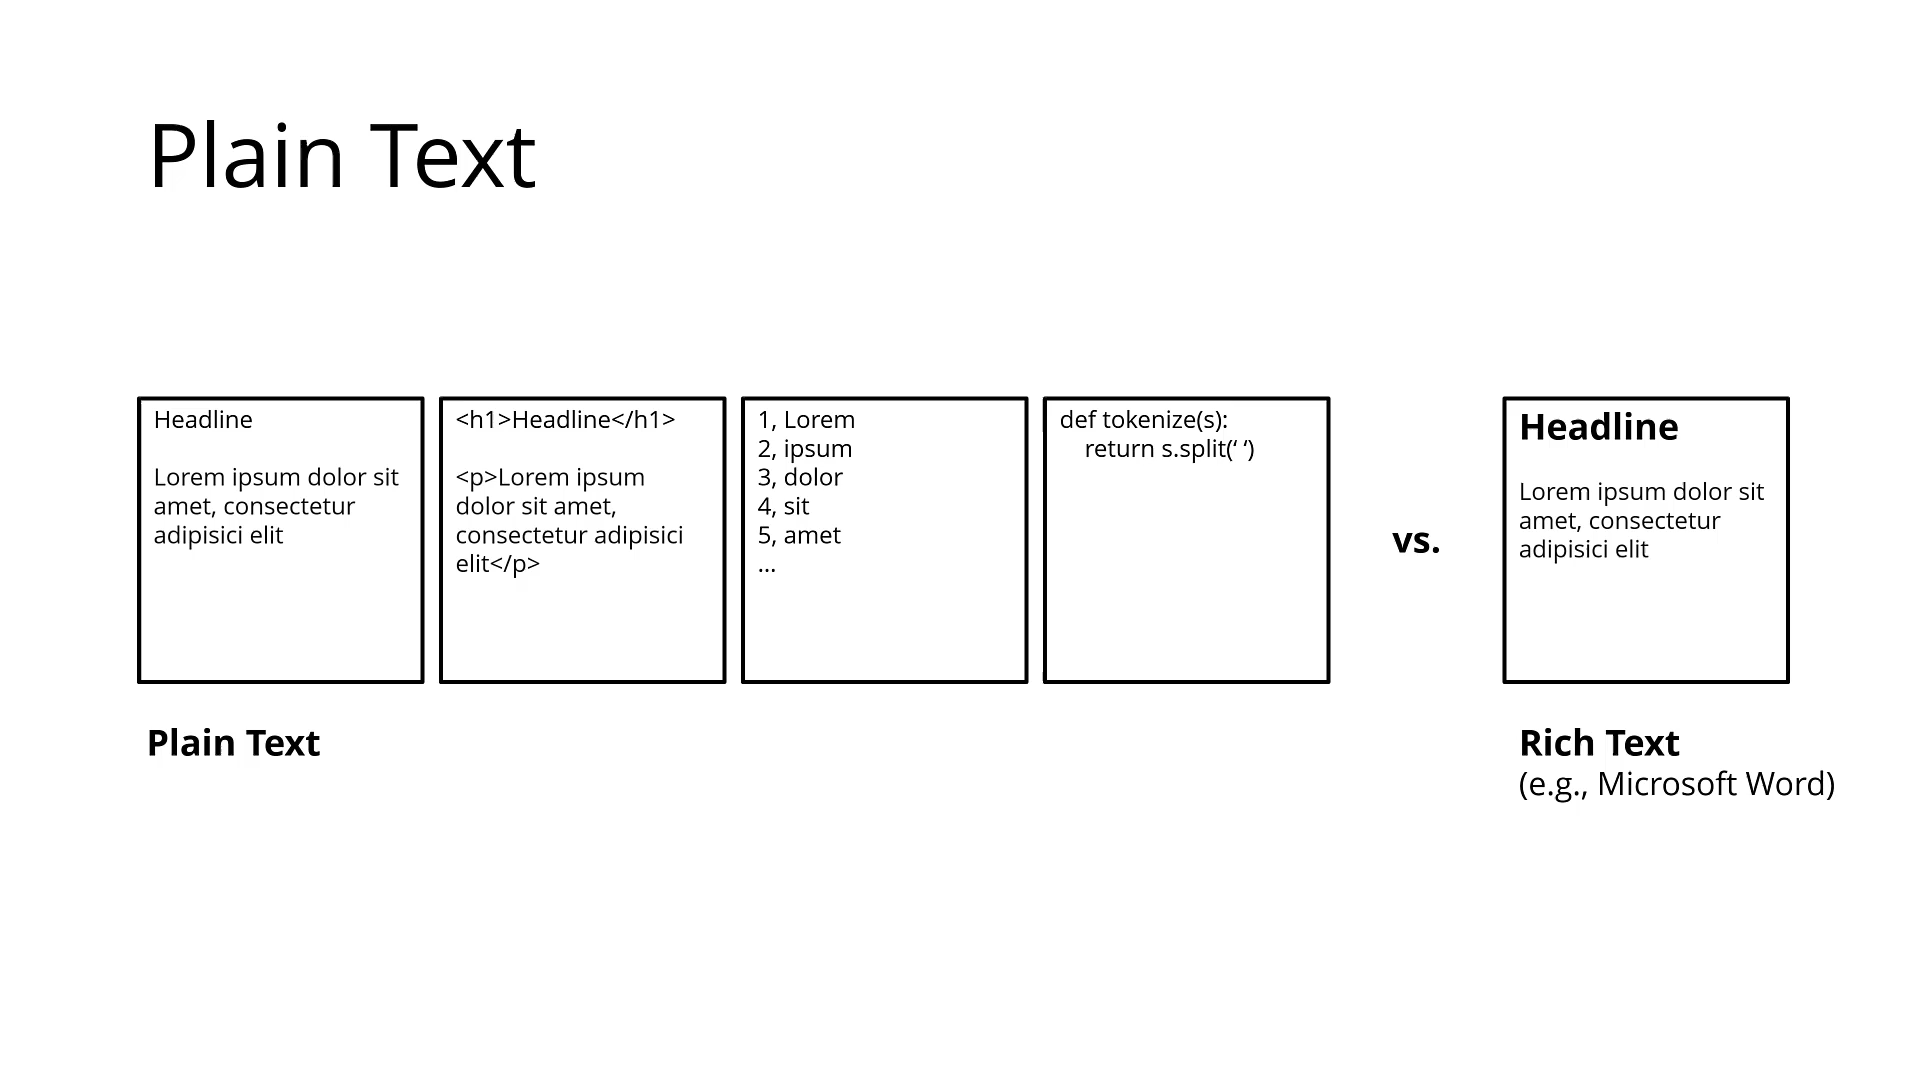 Plain Text
Headline
Lorem ipsum dolor sit
amet, consectetur
adipisici elit
<h1>Headline</h1>
<p>Lorem ipsum
dolor sit amet,
consectetur adipisici
elit</p>
1, Lorem
2, ipsum
3, dolor
4, sit
5, amet
...
def tokenize(s):
    return s.split(‘ ‘)
vs.
Headline
Lorem ipsum dolor sit
amet, consectetur
adipisici elit
Plain Text
Rich Text
(e.g., Microsoft Word)